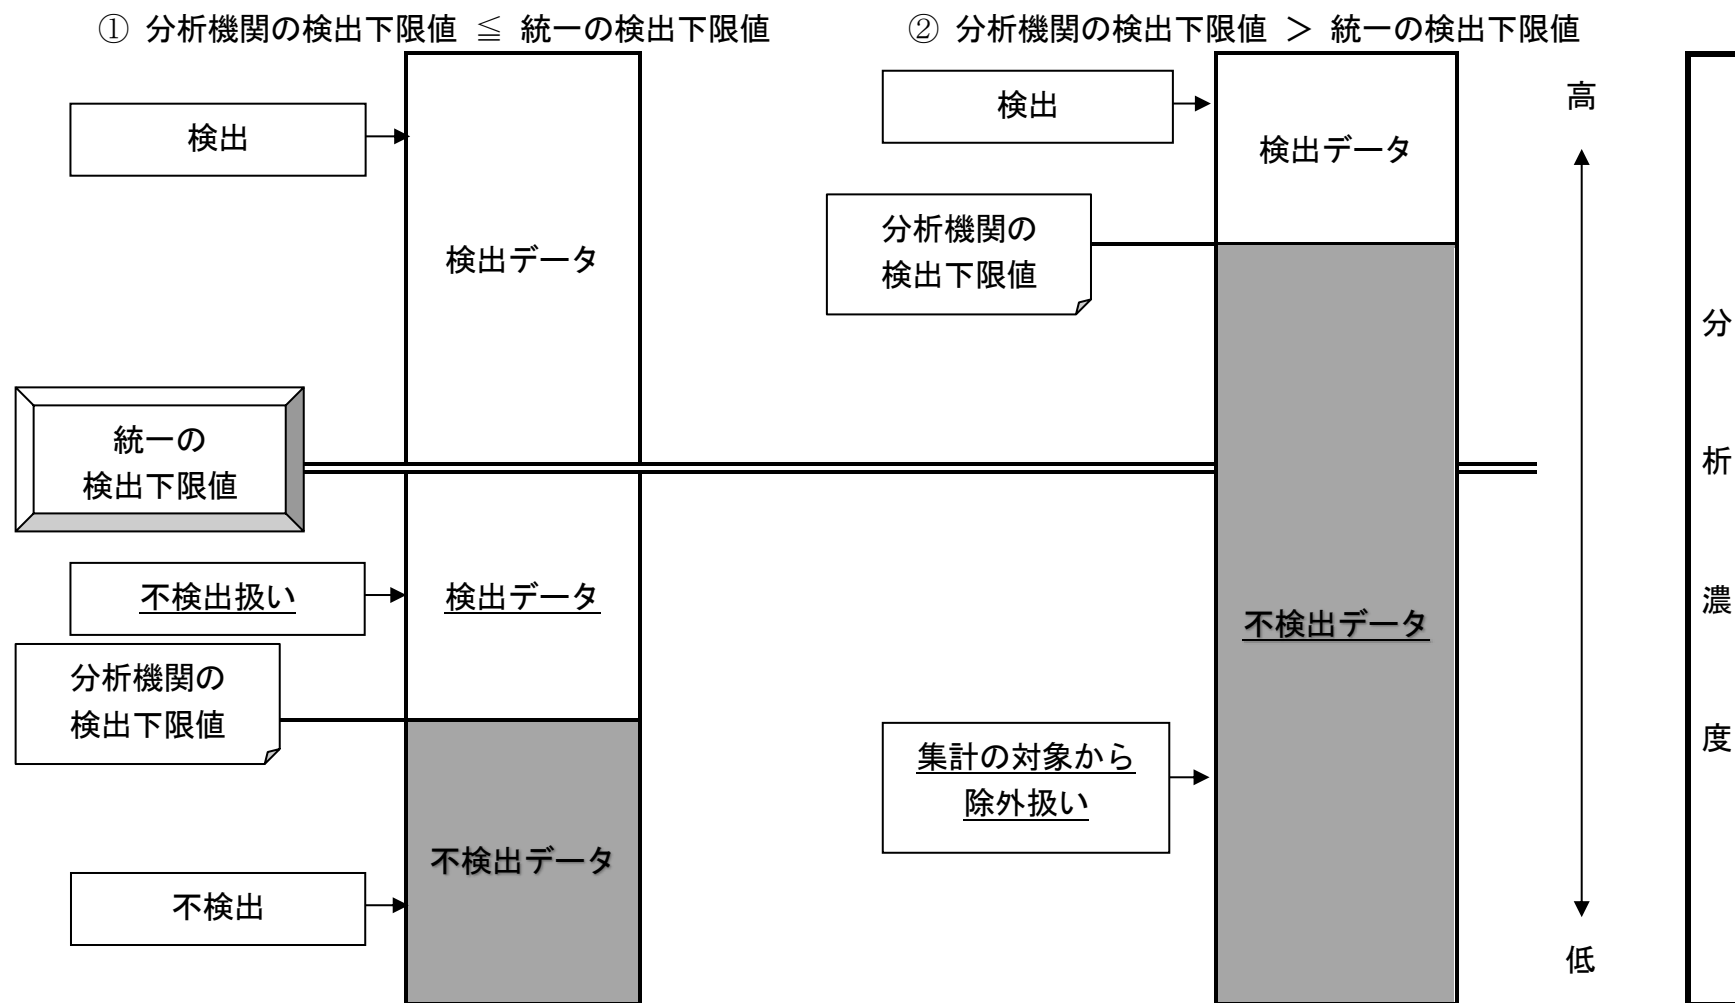 ① 分析機関の検出下限値 ≦ 統一の検出下限値
検出
検出データ
統一の
検出下限値
不検出扱い
検出データ
分析機関の
検出下限値
不検出データ
不検出
② 分析機関の検出下限値 > 統一の検出下限値
検出
検出データ
分析機関の
検出下限値
不検出データ
集計の対象から
除外扱い
高
低
分析濃度